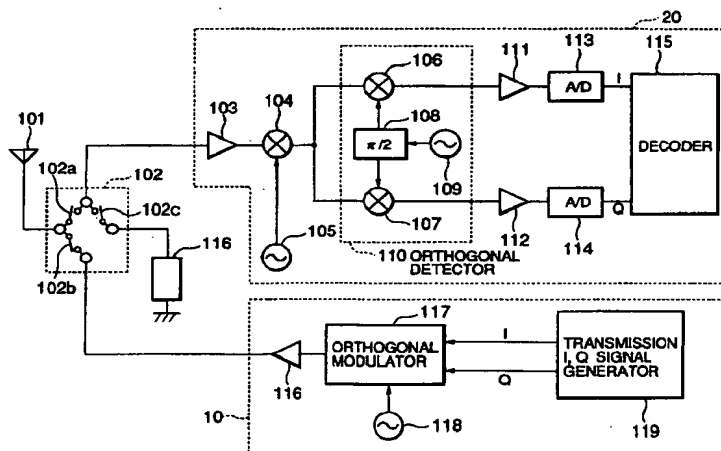 20
101
102a
102
102c
102b
116
103
104
105
106
108
π/2
109
107
110 ORTHOGONAL
DETECTOR
111
112
113
A/D
I
A/D
Q
114
115
DECODER
10
116
117
ORTHOGONAL
MODULATOR
118
I
Q
TRANSMISSION
I, Q SIGNAL
GENERATOR
119